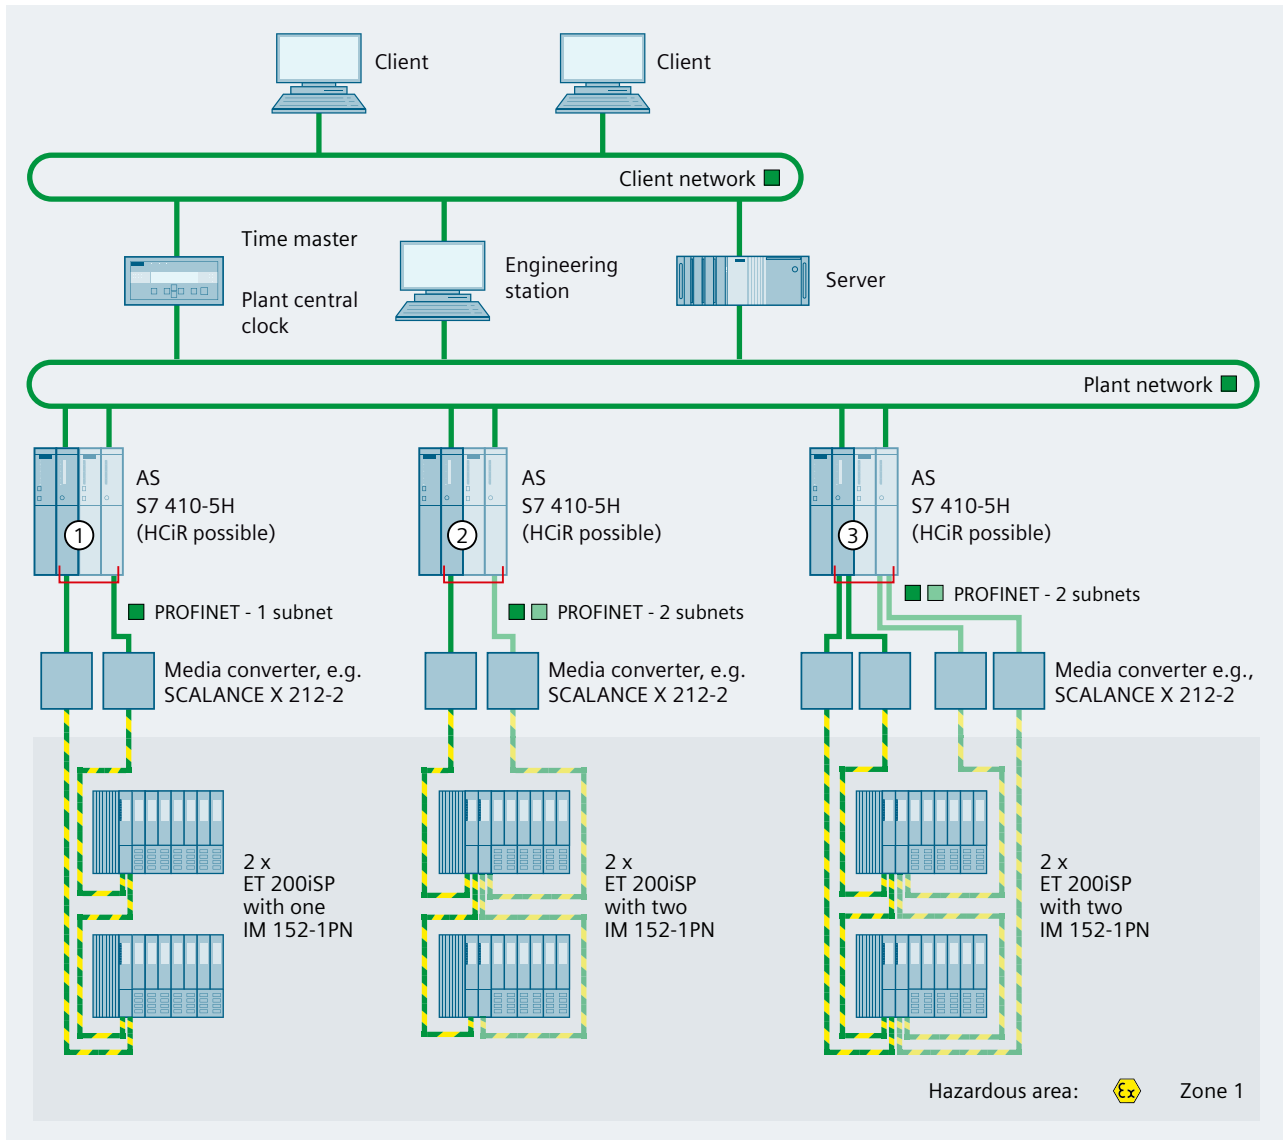 Client
Client
Client network
Time master
Plant central
clock
Engineering
station
Server
Plant network
AS
S7 410-5H
(HCiR possible)
1
AS
S7 410-5H
(HCiR possible)
2
AS
S7 410-5H
(HCiR possible)
3
PROFINET - 1 subnet
PROFINET - 2 subnets
PROFINET - 2 subnets
Media converter, e.g.
SCALANCE X 212-2
Media converter, e.g.
SCALANCE X 212-2
Media converter e.g.,
SCALANCE X 212-2
2 x
ET 200iSP
with one
IM 152-1PN
2 x
ET 200iSP
with two
IM 152-1PN
2 x
ET 200iSP
with two
IM 152-1PN
Hazardous area:
Ex
Zone 1